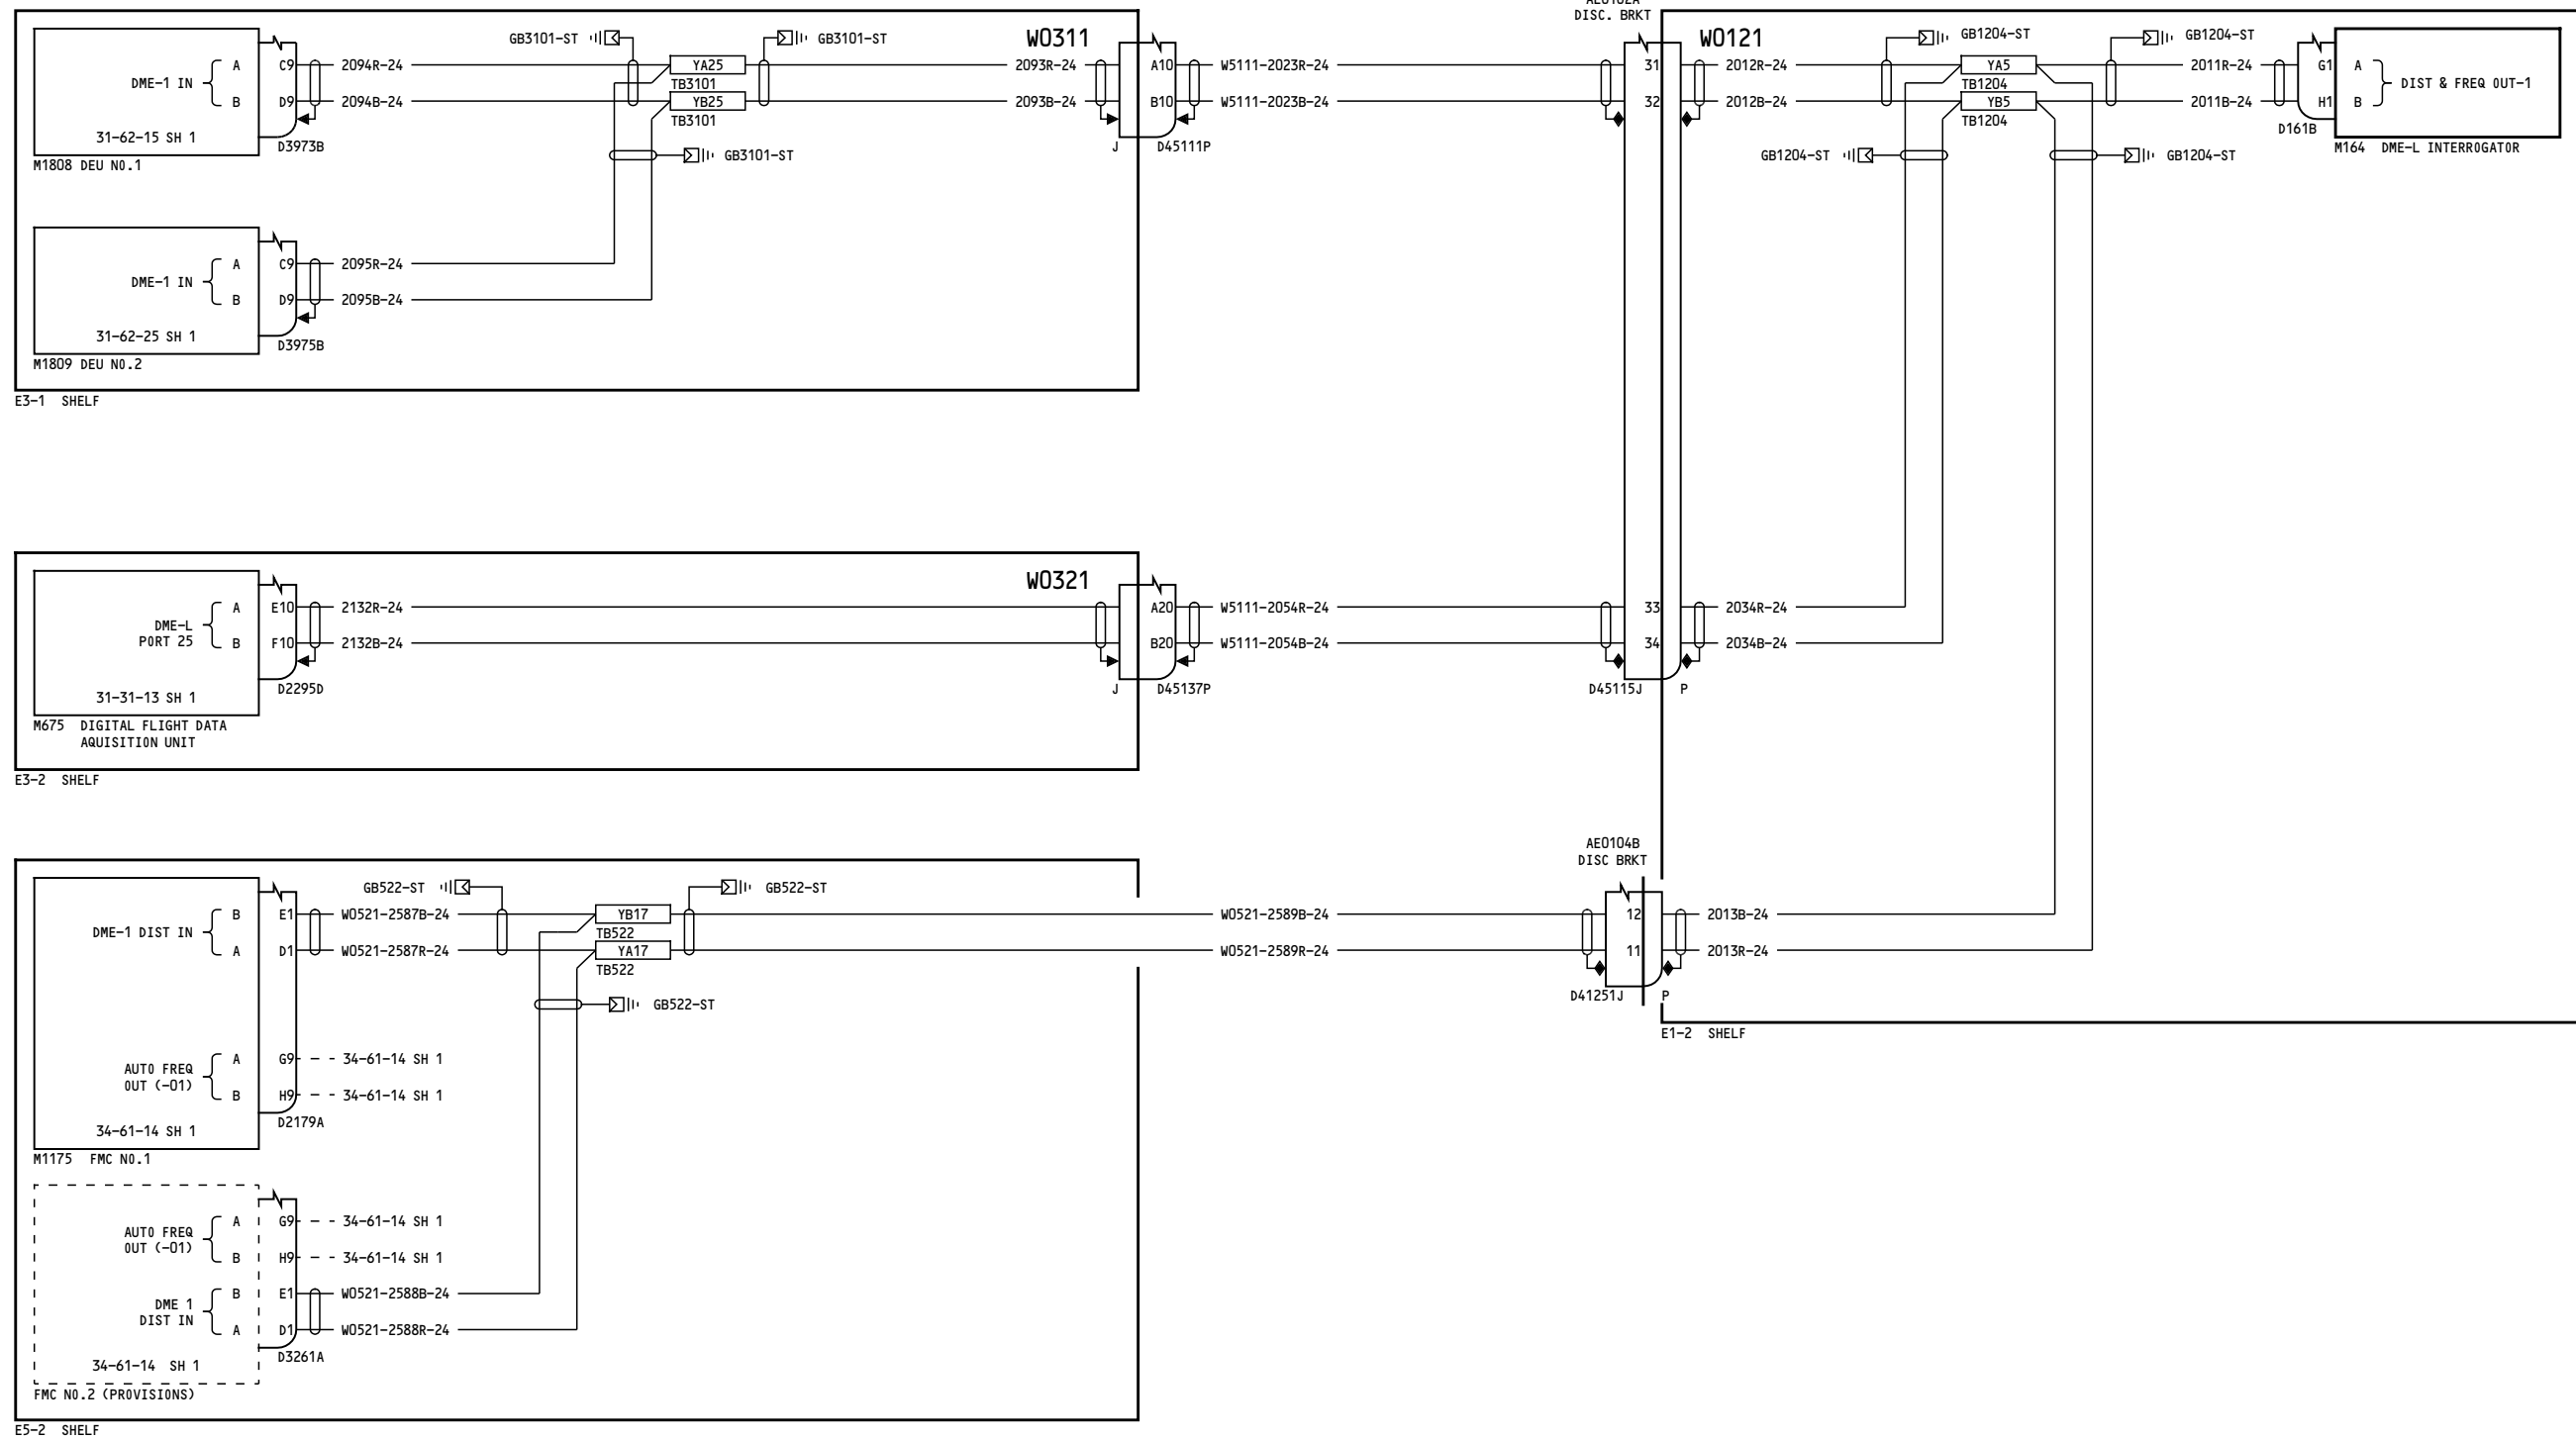 DISC. BRKT
GB3101-ST
GB3101-ST
W0311
W0121
GB1204-ST
GB1204-ST
DME-1 IN
A C9 2094R-24
YA25
TB3101
2093R-24
A10 W5111-2023R-24
31 2012R-24
YA5
TB1204
2011R-24
G1 A
DIST & FREQ OUT-1
B D9 2094B-24
YB25
TB3101
2093B-24
B10 W5111-2023B-24
32 2012B-24
YB5
TB1204
2011B-24
H1 B
31-62-15 SH 1
D3973B
J D45111P
D161B
M1808 DEU NO.1
GB3101-ST
GB1204-ST
GB1204-ST
M164 DME-L INTERROGATOR
DME-1 IN
A C9 2095R-24
B D9 2095B-24
31-62-25 SH 1
D3975B
M1809 DEU NO.2
E3-1 SHELF
W0321
DME-L
PORT 25
A E10 2132R-24
A20 W5111-2054R-24
33 2034R-24
B F10 2132B-24
B20 W5111-2054B-24
34 2034B-24
31-31-13 SH 1
D2295D
J D45137P
D45115J P
M675 DIGITAL FLIGHT DATA
AQUISITION UNIT
E3-2 SHELF
AE0104B
DISC BRKT
GB522-ST
GB522-ST
DME-1 DIST IN
B E1 W0521-2587B-24
YB17
TB522
W0521-2589B-24
12 2013B-24
A D1 W0521-2587R-24
YA17
TB522
W0521-2589R-24
11 2013R-24
D41251J P
GB522-ST
E1-2 SHELF
AUTO FREQ
OUT (-01)
A G9 34-61-14 SH 1
B H9 34-61-14 SH 1
34-61-14 SH 1
D2179A
M1175 FMC NO.1
AUTO FREQ
OUT (-01)
A G9 34-61-14 SH 1
B H9 34-61-14 SH 1
DME 1
DIST IN
B E1 W0521-2588B-24
A D1 W0521-2588R-24
34-61-14 SH 1
D3261A
FMC NO.2 (PROVISIONS)
E5-2 SHELF